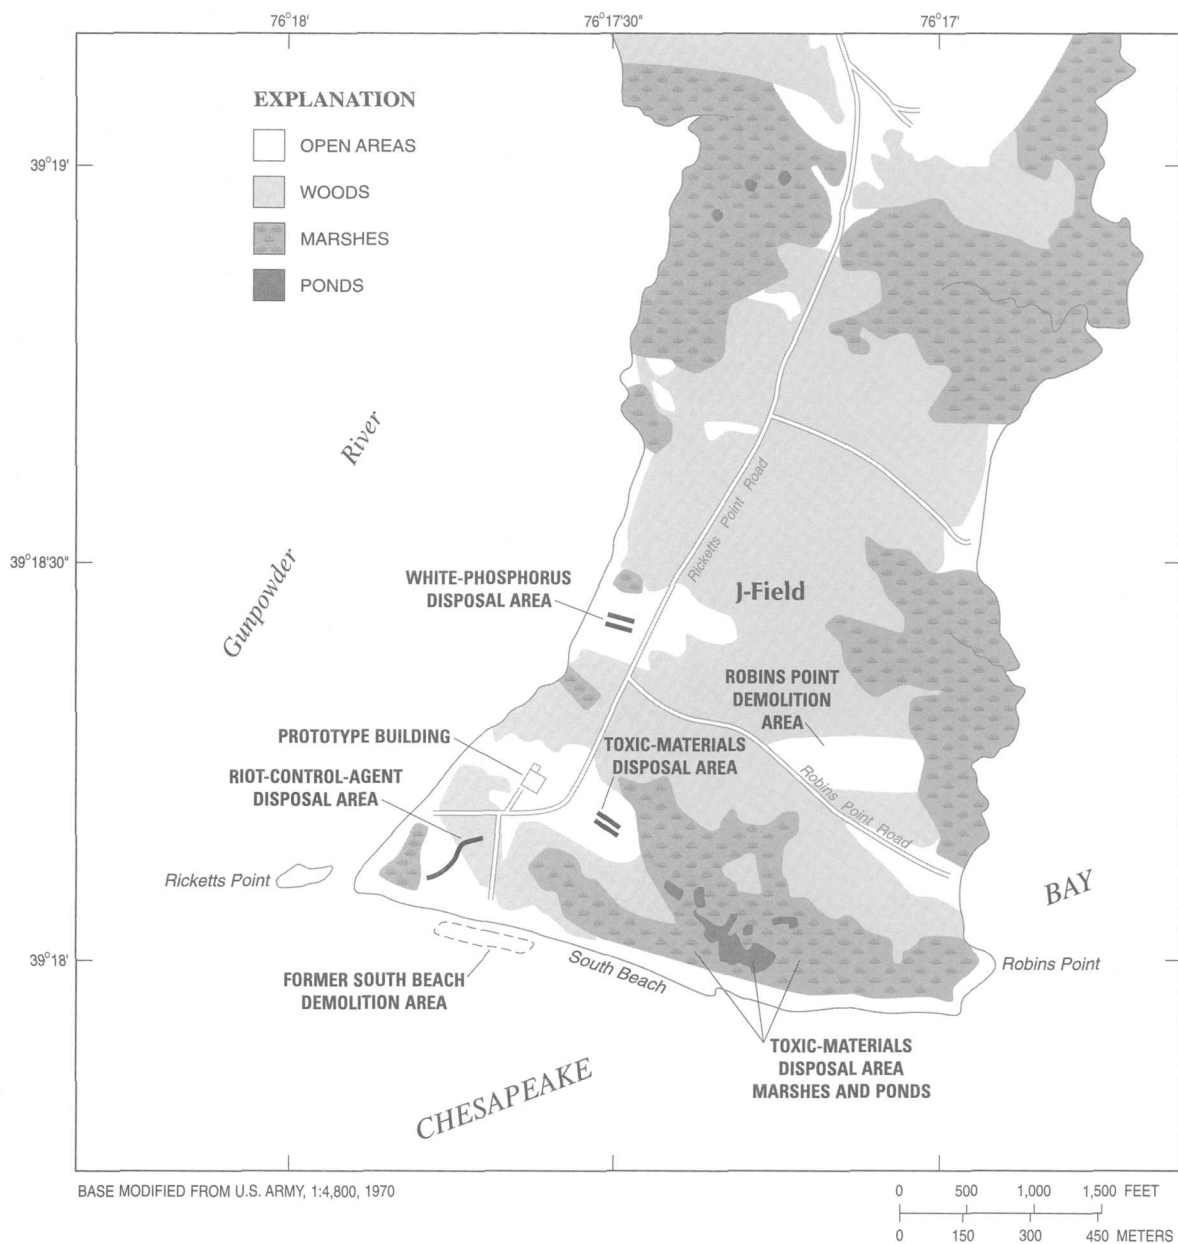 76°18' 76°17'30" 76°17'
EXPLANATION
OPEN AREAS
39°19'
WOODS
MARSHES
PONDS
River
Ricketts Point Road
39°18'30"
Gunpowder
WHITE-PHOSPHORUS
DISPOSAL AREA
J-Field
ROBINS POINT
DEMOLITION
AREA
PROTOTYPE BUILDING
TOXIC-MATERIALS
DISPOSAL AREA
RIOT-CONTROL-AGENT
DISPOSAL AREA
Robins Point Road
Ricketts Point
BAY
39°18'
South Beach
Robins Point
FORMER SOUTH BEACH
DEMOLITION AREA
TOXIC-MATERIALS
DISPOSAL AREA
MARSHES AND PONDS
CHESAPEAKE
BASE MODIFIED FROM U.S. ARMY, 1:4,800, 1970
0 500 1,000 1,500 FEET
0 150 300 450 METERS